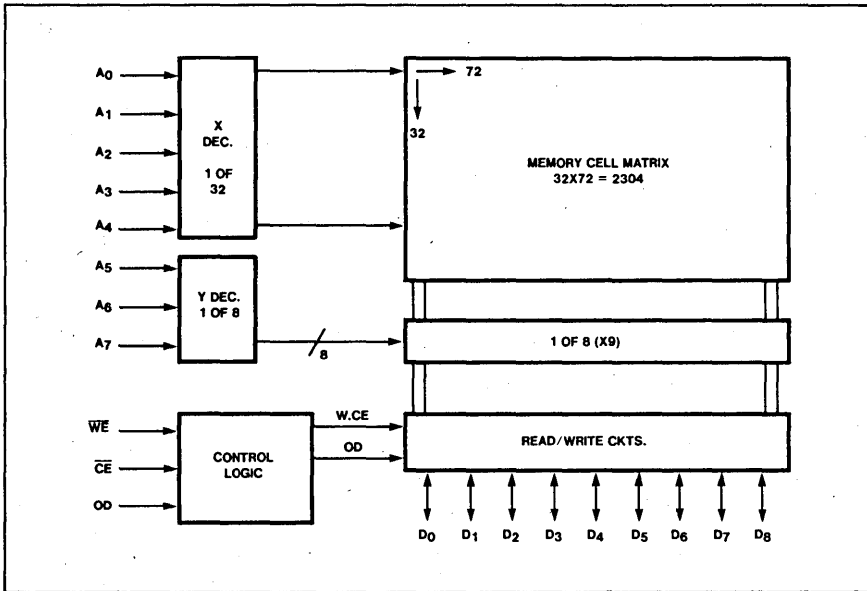 A0
A1
A2
A3
A4
X
DEC.
1 OF
32
72
32
MEMORY CELL MATRIX
32X72 = 2304
A5
A6
A7
Y DEC.
1 OF 8
8
1 OF 8 (X9)
WE
CE
OD
CONTROL
LOGIC
W.CE
OD
READ/WRITE CKTS.
D0 D1 D2 D3 D4 D5 D6 D7 D8